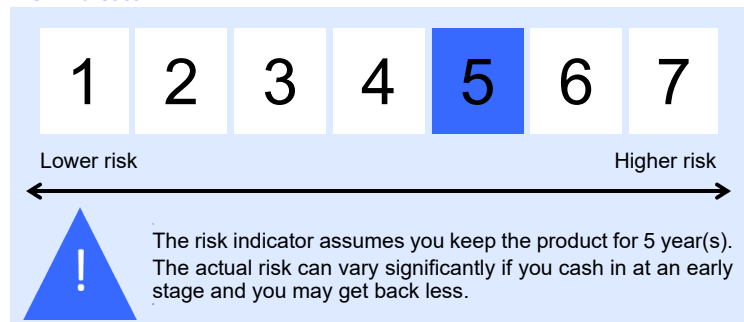 1 2 3 4 5 6 7
Lower risk Higher risk
The risk indicator assumes you keep the product for 5 year(s).
! The actual risk can vary significantly if you cash in at an early
stage and you may get back less.